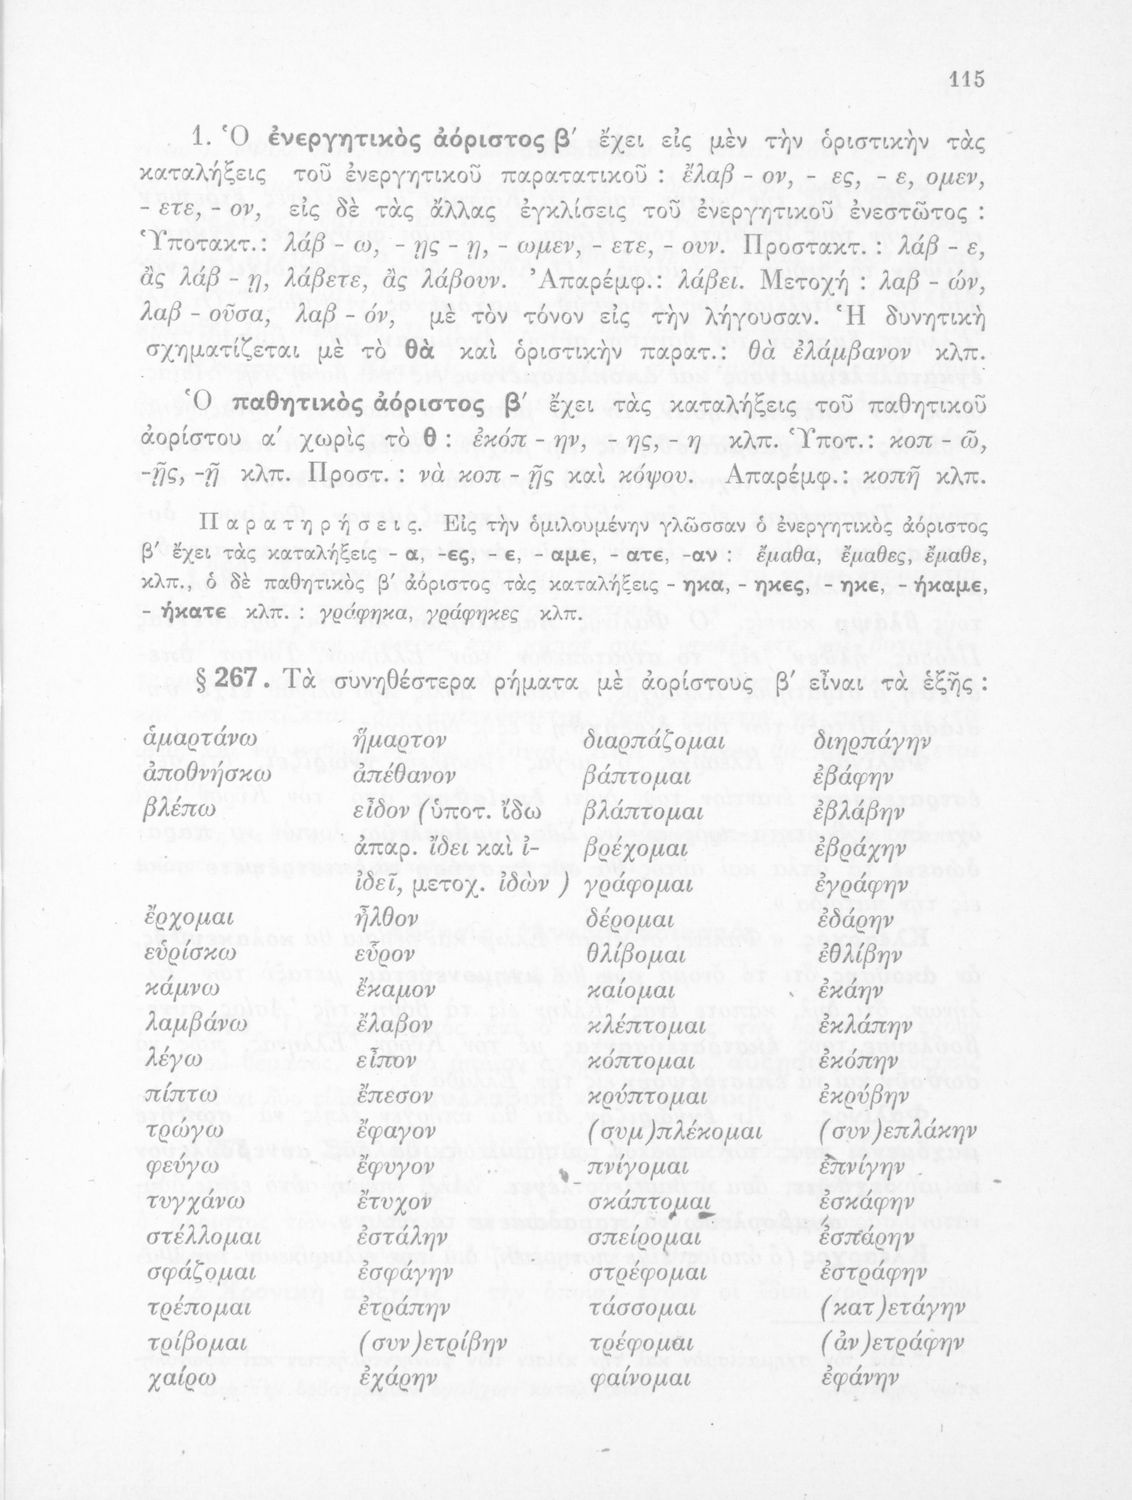 115
1. Ὁ ἐνεργητικὸς ἀόριστος β′ ἔχει εἰς μὲν τὴν ὁριστικὴν τὰς
καταλήξεις τοῦ ἐνεργητικοῦ παρατατικοῦ : ἔλαβ - ον, - ες, - ε, ομεν,
- ετε, - ον, εἰς δὲ τὰς ἄλλας ἐγκλίσεις τοῦ ἐνεργητικοῦ ἐνεστῶτος :
Ὑποτακτ.: λάβ - ω, - ῃς - ῃ, - ωμεν, - ετε, - ουν. Προστακτ. : λάβ - ε,
ἂς λάβ - ῃ, λάβετε, ἂς λάβουν. Ἀπαρέμφ.: λάβει. Μετοχή : λαβ - ών,
λαβ - οῦσα, λαβ - όν, μὲ τὸν τόνον εἰς τὴν λήγουσαν. Ἡ δυνητικὴ
σχηματίζεται μὲ τὸ θὰ καὶ ὁριστικὴν παρατ.: θὰ ἐλάμβανον κλπ.
Ὁ παθητικὸς ἀόριστος β′ ἔχει τὰς καταλήξεις τοῦ παθητικοῦ
ἀορίστου α′ χωρὶς τὸ θ : ἐκόπ - ην, - ης, - η κλπ. Ὑποτ.: κοπ - ῶ,
-ῇς, -ῇ κλπ. Προστ. : νὰ κοπ - ῇς καὶ κόψου. Απαρέμφ.: κοπῆ κλπ.
Παρατηρήσεις. Εἰς τὴν ὁμιλουμένην γλῶσσαν ὁ ἐνεργητικὸς ἀόριστος
β′ ἔχει τὰς καταλήξεις - α, -ες, - ε, - αμε, - ατε, -αν : ἔμαθα, ἔμαθες, ἔμαθε,
κλπ., ὁ δὲ παθητικὸς β′ ἀόριστος τὰς καταλήξεις - ηκα, - ηκες, - ηκε, - ήκαμε,
- ήκατε κλπ. : γράφηκα, γράφηκες κλπ.
§ 267. Τὰ συνηθέστερα ρήματα μὲ ἀορίστους β′ εἶναι τὰ ἑξῆς :
ἁμαρτάνω ἥμαρτον διαρπάζομαι διηρπάγην
ἀποθνήσκω ἀπέθανον βάπτομαι ἐβάφην
βλέπω εἶδον (ὑποτ. ἴδω βλάπτομαι ἐβλάβην
ἀπαρ. ἴδει καὶ ἰ- βρέχομαι ἐβράχην
ἰδεῖ, μετοχ. ἰδὼν ) γράφομαι ἐγράφην
ἔρχομαι ἦλθον δέρομαι ἐδάρην
εὑρίσκω εὗρον θλίβομαι ἐθλίβην
κάμνω ἔκαμον καίομαι ἐκάην
λαμβάνω ἔλαβον κλέπτομαι ἐκλάπην
λέγω εἶπον κόπτομαι ἐκόπην
πίπτω ἔπεσον κρύπτομαι ἐκρύβην
τρώγω ἔφαγον (συμ)πλέκομαι (συν)επλάκην
φεύγω ἔφυγον πνίγομαι ἐπνίγην
τυγχάνω ἔτυχον σκάπτομαι ἐσκάφην
στέλλομαι ἐστάλην σπείρομαι ἐσπάρην
σφάζομαι ἐσφάγην στρέφομαι ἐστράφην
τρέπομαι ἐτράπην τάσσομαι (κατ)ετάγην
τρίβομαι (συν)ετρίβην τρέφομαι (ἀν)ετράφην
χαίρω ἐχάρην φαίνομαι ἐφάνην